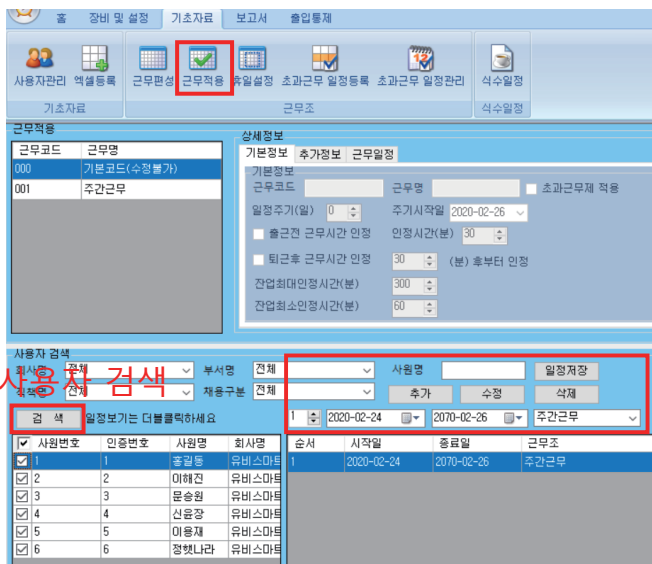 홈 장비 및 설정 기초자료 보고서 출입통제
사용자관리 엑셀등록 근무편성 근무적용 휴일설정 초과근무 일정등록 초과근무 일정관리 식수일정
기초자료 근무조 식수일정
근무적용
근무코드 근무명
000 기본코드(수정불가)
001 주간근무
상세정보
기본정보 추가정보 근무일정
기본정보
근무코드 근무명 초과근무제 적용
일정주기(일) 0 주기시작일 2020-02-26
출근전 근무시간 인정 인정시간(분) 30
퇴근후 근무시간 인정 30 (분) 후부터 인정
잔업최대인정시간(분) 300
잔업최소인정시간(분) 60
사용자 검색
회사명 전체 부서명 전체 사원명 일정저장
사용자 검색
직책명 전체 채용구분 전체 추가 수정 삭제
검 색 일정보기는 더블클릭하세요 1 2020-02-24 2070-02-26 주간근무
사원번호 인증번호 사원명 회사명 순서 시작일 종료일 근무조
1 1 홍길동 유비스마트 1 2020-02-24 2070-02-26 주간근무
2 2 이해진 유비스마트
3 3 문승원 유비스마트
4 4 신윤장 유비스마트
5 5 이용재 유비스마트
6 6 정햇나라 유비스마트